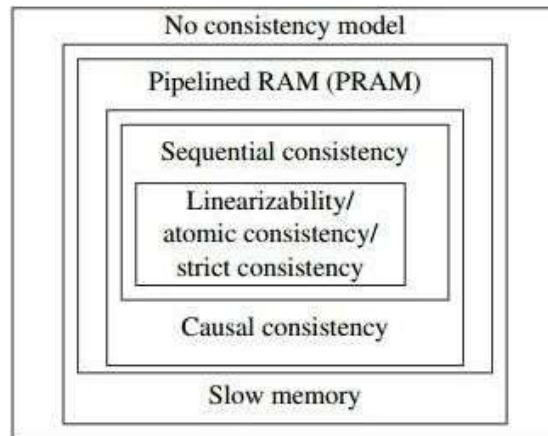 No consistency model
Pipelined RAM (PRAM)
Sequential consistency
Linearizability/
atomic consistency/
strict consistency
Causal consistency
Slow memory